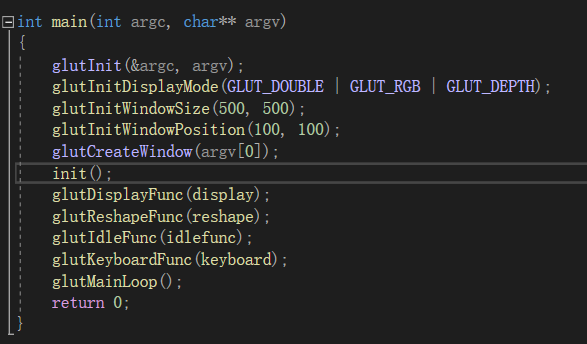 int main(int argc, char** argv)
{
glutInit(&argc, argv);
glutInitDisplayMode(GLUT_DOUBLE | GLUT_RGB | GLUT_DEPTH);
glutInitWindowSize(500, 500);
glutInitWindowPosition(100, 100);
glutCreateWindow(argv[0]);
init();
glutDisplayFunc(display);
glutReshapeFunc(reshape);
glutIdleFunc(idlefunc);
glutKeyboardFunc(keyboard);
glutMainLoop();
return 0;
}